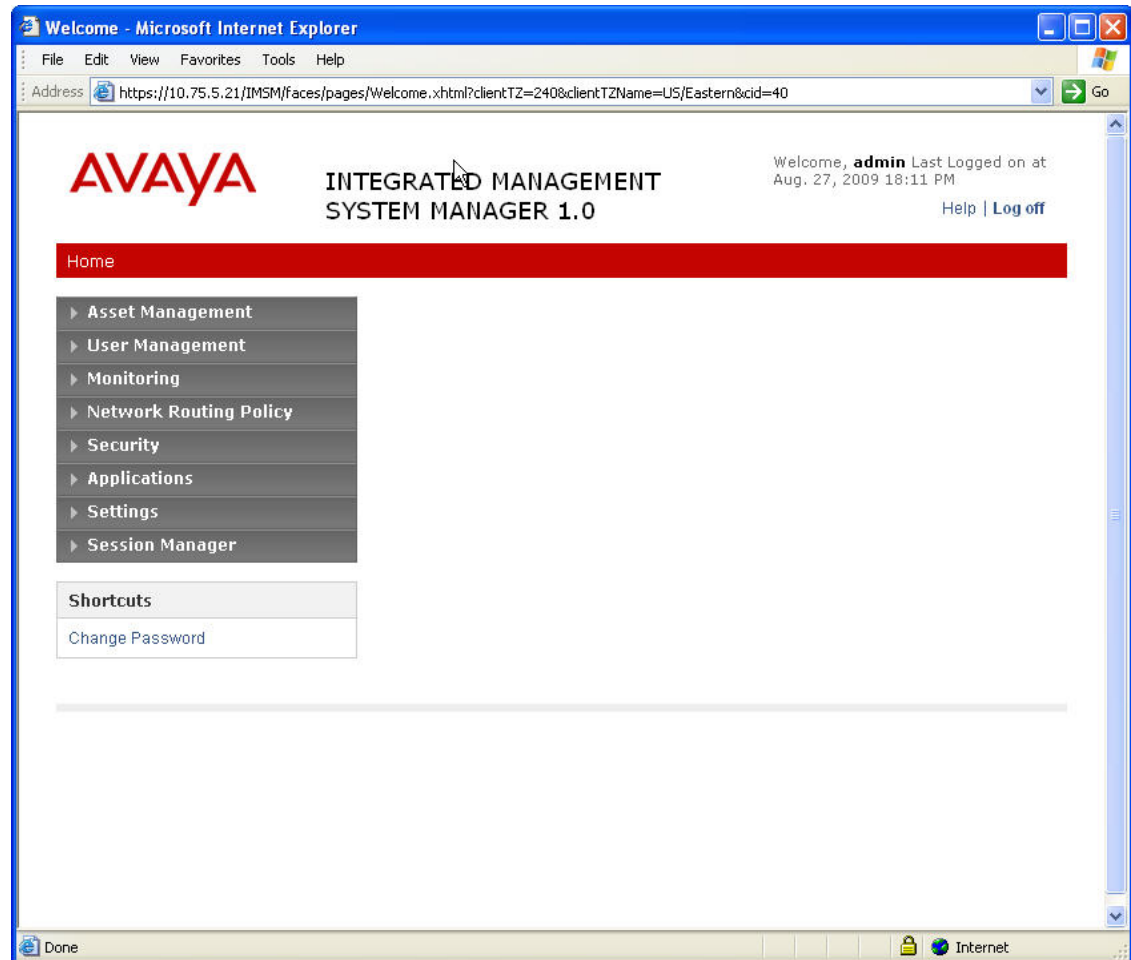 Welcome - Microsoft Internet Explorer
File Edit View Favorites Tools Help
Address https://10.75.5.21/IMSM/faces/pages/Welcome.xhtml?clientTZ=240&clientTZName=US/Eastern&cid=40 Go
AVAYA
INTEGRATED MANAGEMENT
SYSTEM MANAGER 1.0
Welcome, admin Last Logged on at
Aug. 27, 2009 18:11 PM
Help | Log off
Home
Asset Management
User Management
Monitoring
Network Routing Policy
Security
Applications
Settings
Session Manager
Shortcuts
Change Password
Done Internet